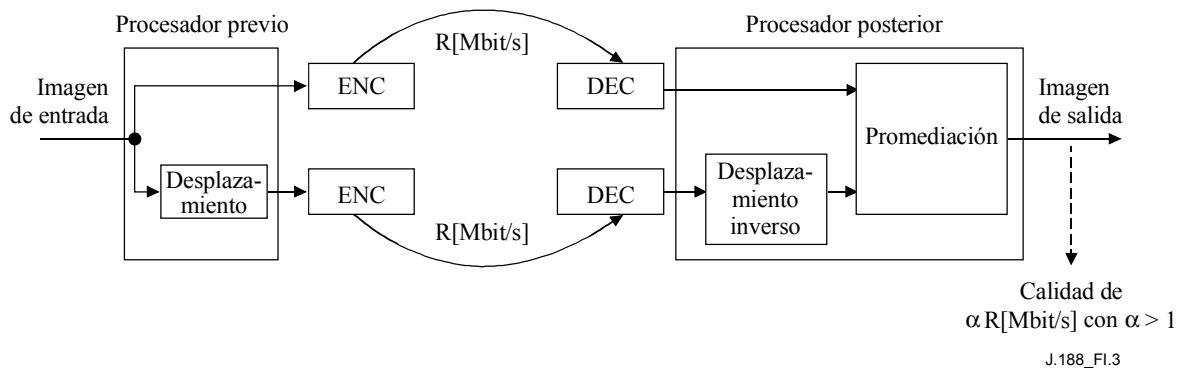 Procesador previo
R[Mbit/s]
Procesador posterior
Imagen
de entrada
ENC
DEC
Promediación
Imagen
de salida
Desplaza-
miento
ENC
DEC
Desplaza-
miento
inverso
R[Mbit/s]
Calidad de
α R[Mbit/s] con α > 1
J.188_FI.3